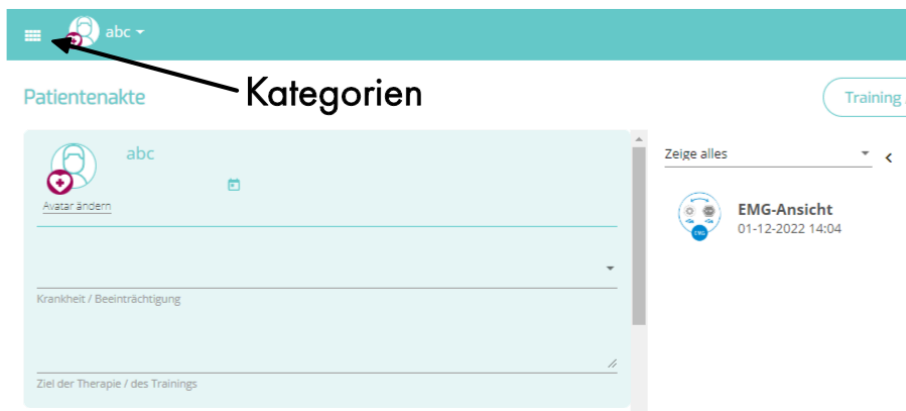 abc
Kategorien
Patientenakte
Training
abc
Avatar ändern
Krankheit / Beeinträchtigung
Ziel der Therapie / des Trainings
Zeige alles
EMG-Ansicht
01-12-2022 14:04
EMG